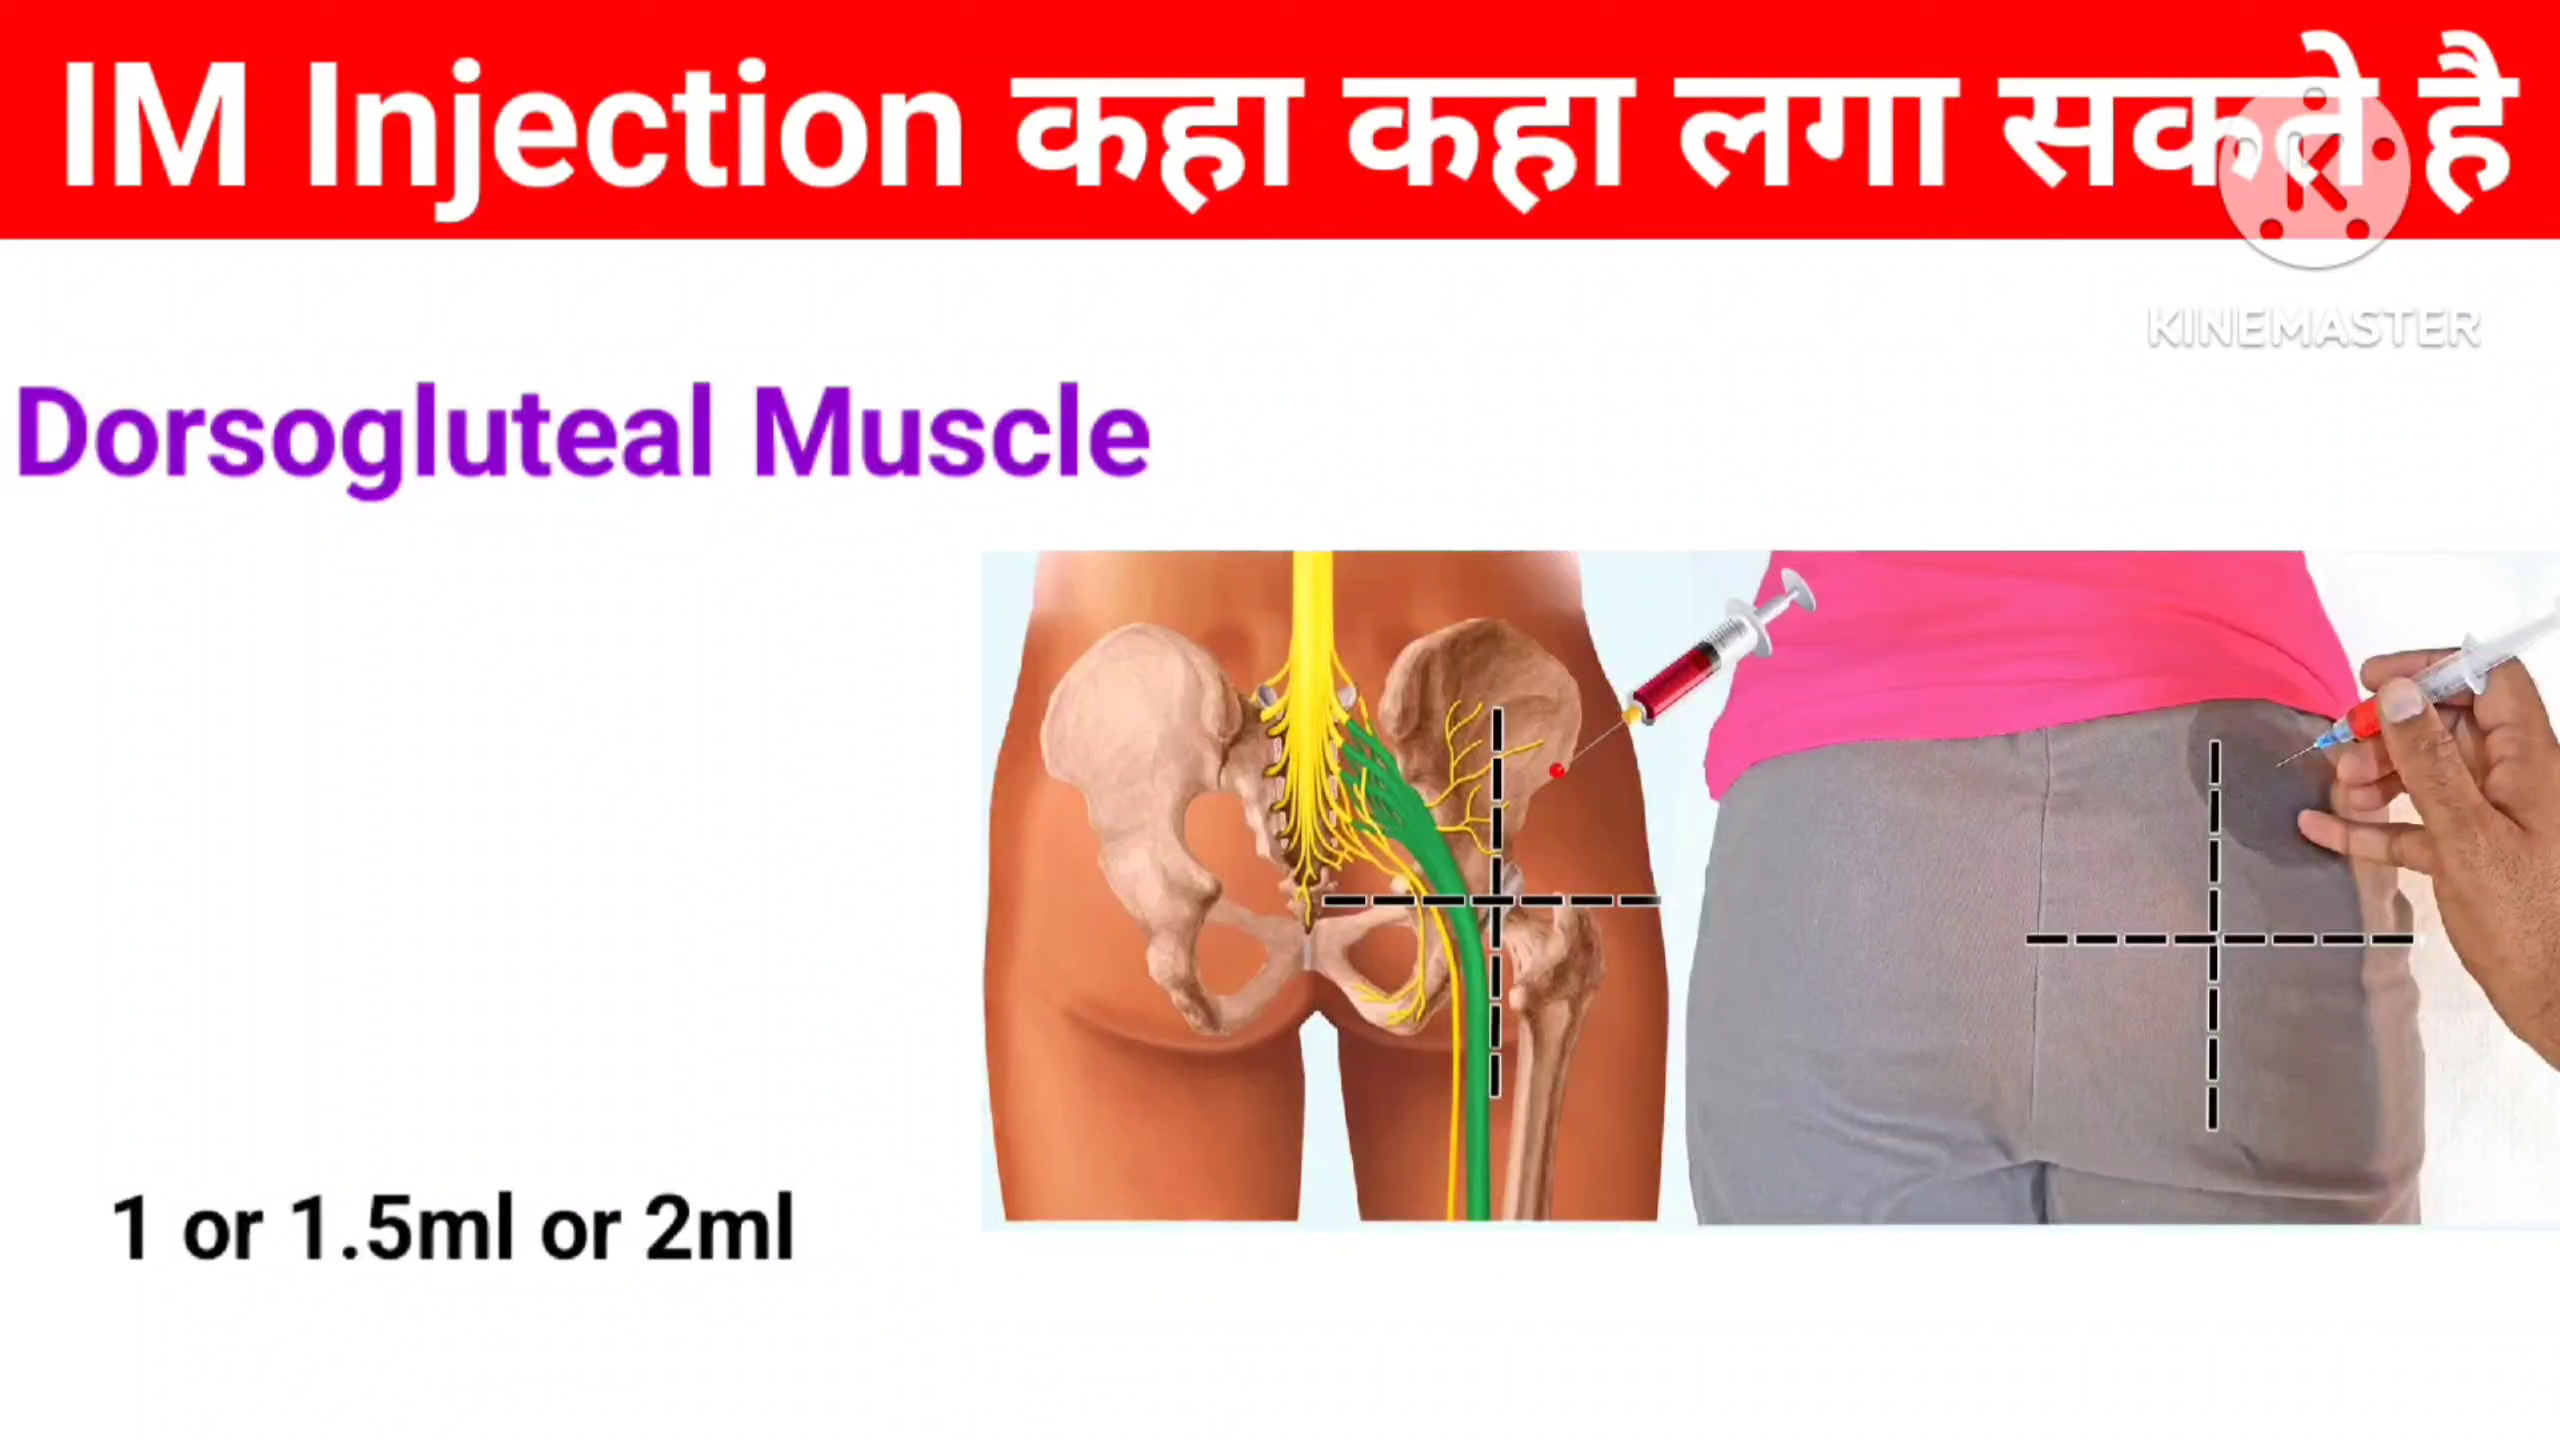 IM Injection कहा कहा लगा सकते है
KINEMASTER
Dorsogluteal Muscle
1 or 1.5ml or 2ml